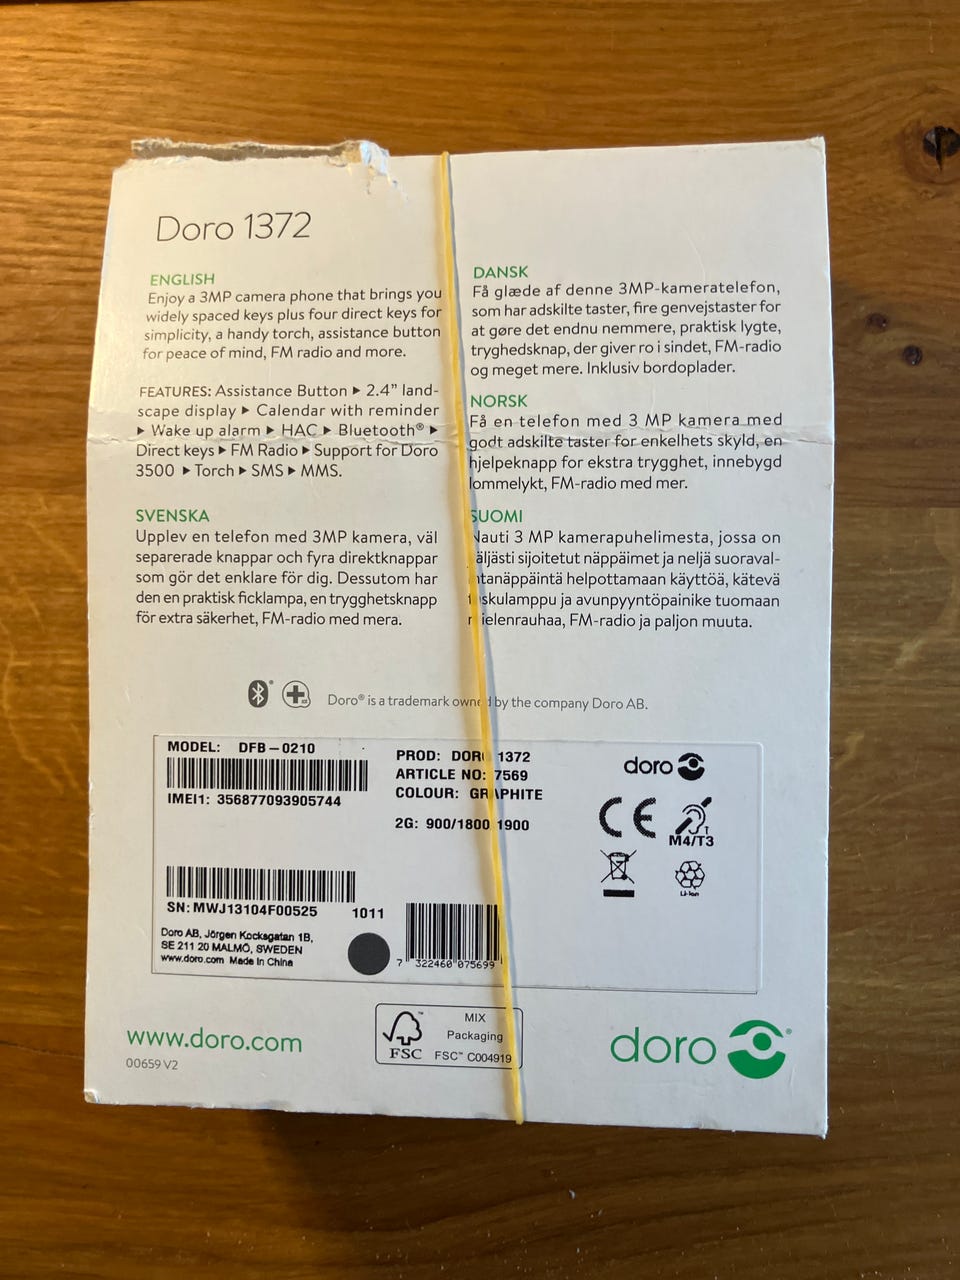 Doro 1372
ENGLISH
Enjoy a 3MP camera phone that brings you
widely spaced keys plus four direct keys for
simplicity, a handy torch, assistance button
for peace of mind, FM radio and more.
FEATURES: Assistance Button ▶ 2.4” land-
scape display ▶ Calendar with reminder
▶ Wake up alarm ▶ HAC ▶ Bluetooth® ▶
Direct keys ▶ FM Radio ▶ Support for Doro
3500 ▶ Torch ▶ SMS ▶ MMS.
SVENSKA
Upplev en telefon med 3MP kamera, väl
separerade knappar och fyra direktknappar
som gör det enklare för dig. Dessutom har
den en praktisk ficklampa, en trygghetsknapp
för extra säkerhet, FM-radio med mera.
DANSK
Få glæde af denne 3MP-kameratelefon,
som har adskilte taster, fire genvejstaster for
at gøre det endnu nemmere, praktisk lygte,
tryghedsknap, der giver ro i sindet, FM-radio
og meget mere. Inklusiv bordoplader.
NORSK
Få en telefon med 3 MP kamera med
godt adskilte taster for enkelhets skyld, en
hjelpeknapp for ekstra trygghet, innebygd
lommelykt, FM-radio med mer.
SUOMI
Nauti 3 MP kamerapuhelimesta, jossa on
väljästi sijoitetut näppäimet ja neljä suoraval-
intanäppäintä helpottamaan käyttöä, kätevä
taskulamppu ja avunpyyntöpainike tuomaan
mielenrauhaa, FM-radio ja paljon muuta.
Doro® is a trademark owned by the company Doro AB.
MODEL: DFB-0210
IMEI1: 356877093905744
PROD: DORO 1372
ARTICLE NO: 7569
COLOUR: GRAPHITE
2G: 900/1800/1900
doro
CE
M4/T3
Li-ion
SN: MWJ13104F00525 1011
Doro AB, Jörgen Kocksgatan 1B,
SE 211 20 MALMÖ, SWEDEN
www.doro.com Made in China
7 322460 075699
www.doro.com
00659 V2
FSC™
MIX
Packaging
FSC™ C004919
doro®